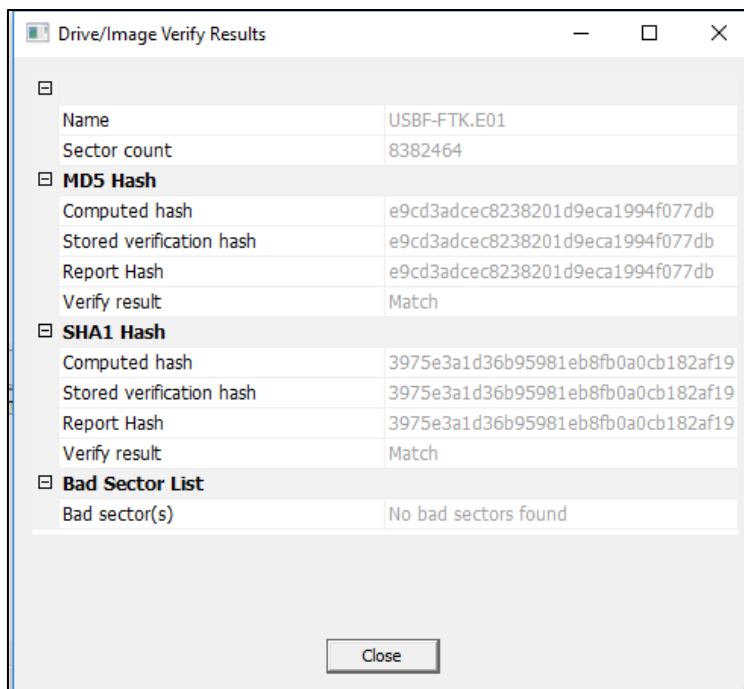 Drive/Image Verify Results
Name USBF-FTK.E01
Sector count 8382464
MD5 Hash
Computed hash e9cd3adcec8238201d9eca1994f077db
Stored verification hash e9cd3adcec8238201d9eca1994f077db
Report Hash e9cd3adcec8238201d9eca1994f077db
Verify result Match
SHA1 Hash
Computed hash 3975e3a1d36b95981eb8fb0a0cb182af19
Stored verification hash 3975e3a1d36b95981eb8fb0a0cb182af19
Report Hash 3975e3a1d36b95981eb8fb0a0cb182af19
Verify result Match
Bad Sector List
Bad sector(s) No bad sectors found
Close